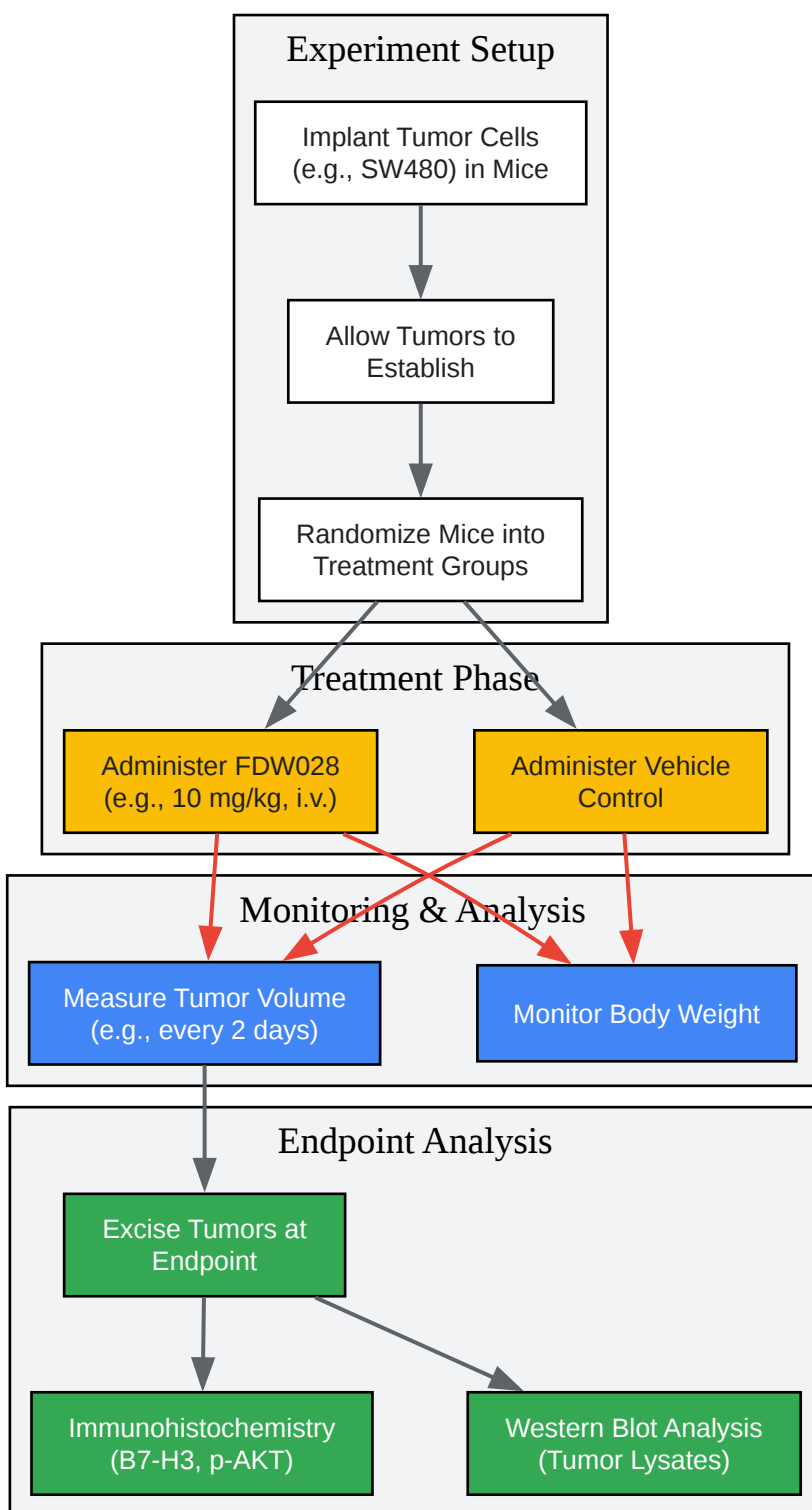 Experiment Setup
Implant Tumor Cells
(e.g., SW480) in Mice
Allow Tumors to
Establish
Randomize Mice into
Treatment Groups
Treatment Phase
Administer FDW028
(e.g., 10 mg/kg, i.v.)
Administer Vehicle
Control
Monitoring & Analysis
Measure Tumor Volume
(e.g., every 2 days)
Monitor Body Weight
Endpoint Analysis
Excise Tumors at
Endpoint
Immunohistochemistry
(B7-H3, p-AKT)
Western Blot Analysis
(Tumor Lysates)